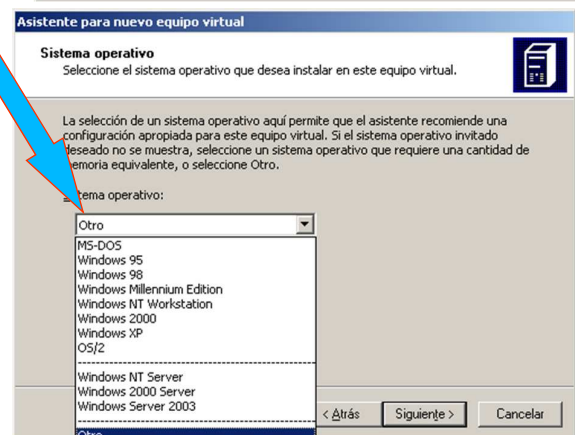 Asistente para nuevo equipo virtual
Sistema operativo
Seleccione el sistema operativo que desea instalar en este equipo virtual.
La selección de un sistema operativo aquí permite que el asistente recomiende una
configuración apropiada para este equipo virtual. Si el sistema operativo invitado
deseado no se muestra, seleccione un sistema operativo que requiere una cantidad de
memoria equivalente, o seleccione Otro.
Sistema operativo:
Otro
MS-DOS
Windows 95
Windows 98
Windows Millennium Edition
Windows NT Workstation
Windows 2000
Windows XP
OS/2
Windows NT Server
Windows 2000 Server
Windows Server 2003
Otro
< Atrás
Siguiente >
Cancelar